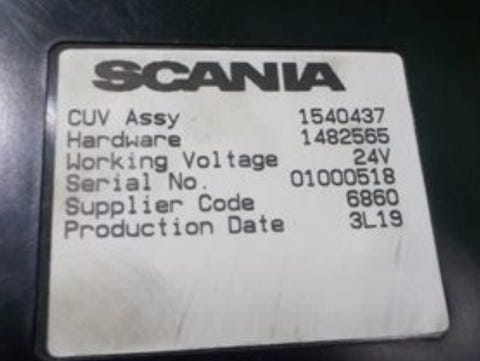 SCANIA
CUV Assy 1540437
Hardware 1482565
Working Voltage 24V
Serial No. 01000518
Supplier Code 6860
Production Date 3L19